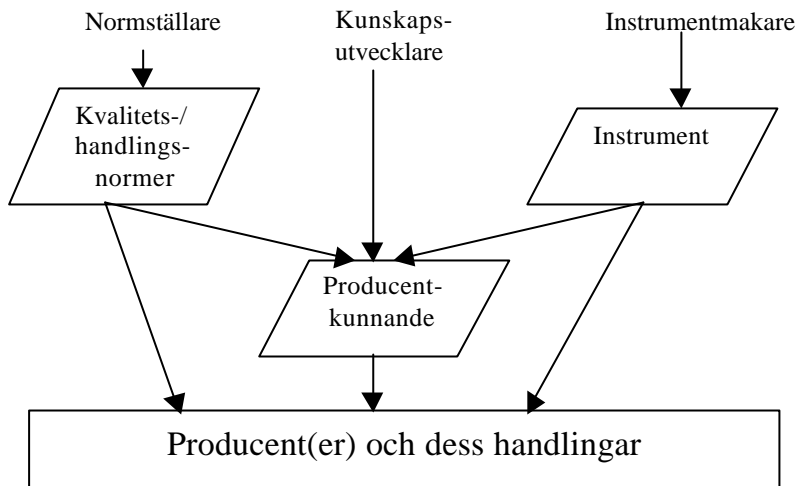 Normställare
Kunskaps-
utvecklare
Instrumentmakare
Kvalitets-/
handlings-
normer
Instrument
Producent-
kunnande
Producent(er) och dess handlingar